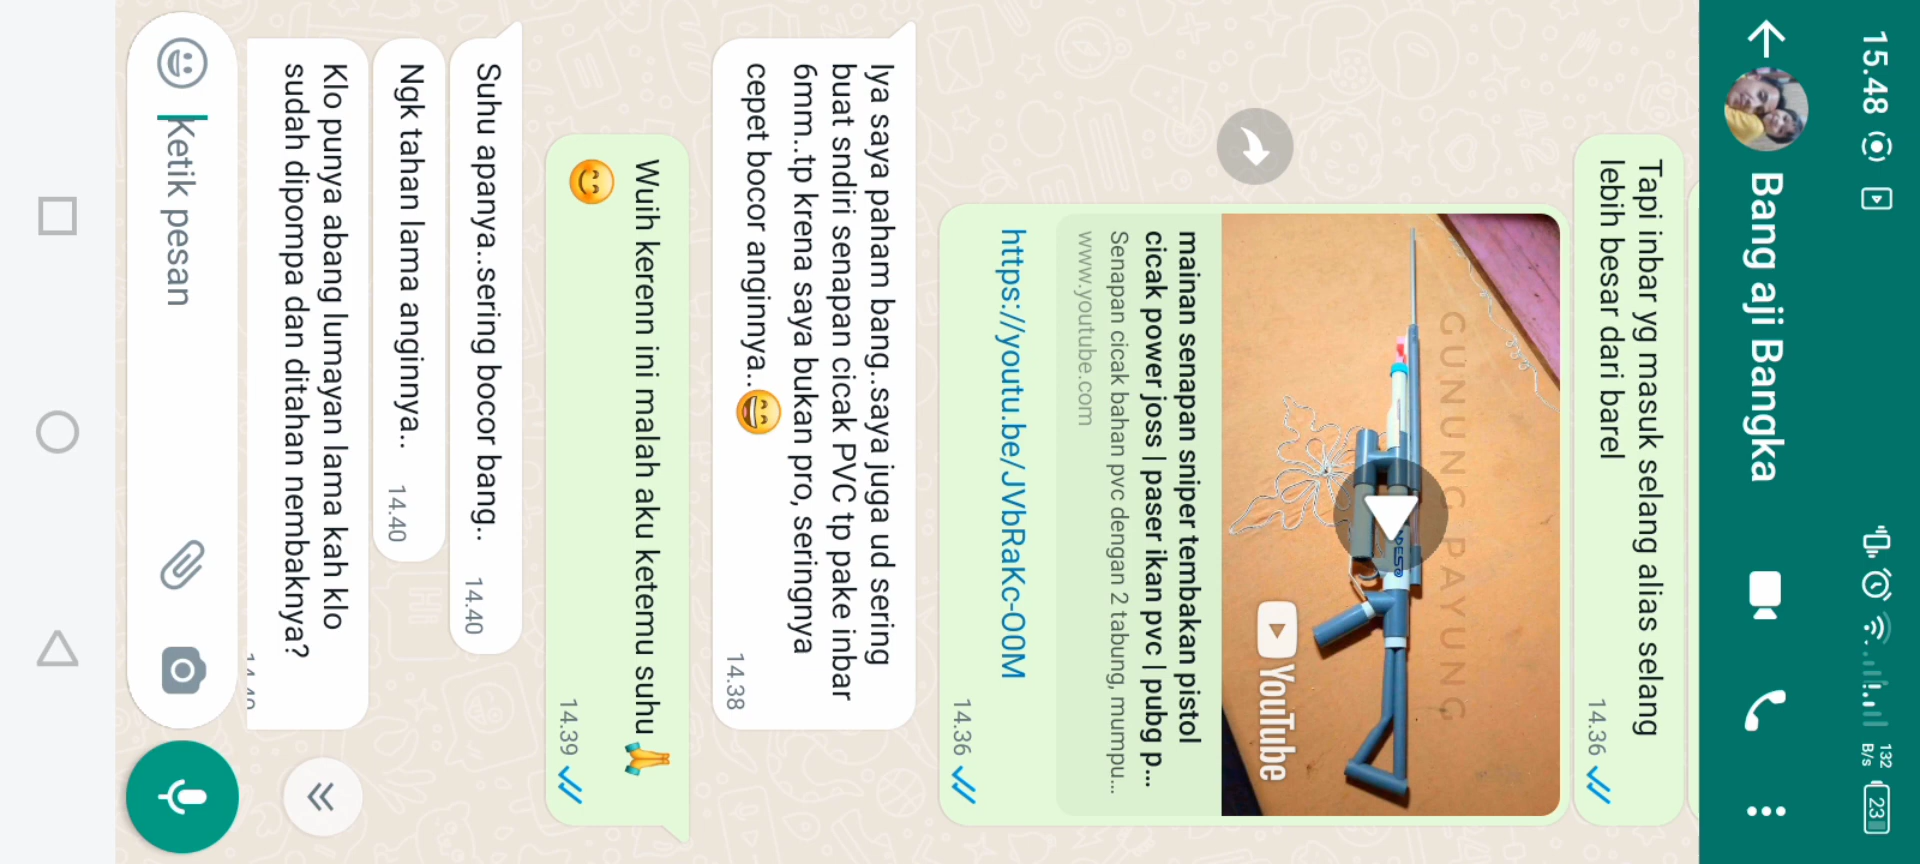 15.48
132
B/s
23
Bang aji Bangka
Tapi inbar yg masuk selang alias selang
lebih besar dari barel
14.36
GUNUNG PAYUNG
YouTube
mainan senapan sniper tembakan pistol
cicak power joss | paser ikan pvc | pubg p...
Senapan cicak bahan pvc dengan 2 tabung, mumpu...
www.youtube.com
https://youtu.be/JVbRaKc-O0M
14.36
Iya saya paham bang..saya juga ud sering
buat sndiri senapan cicak PVC tp pake inbar
6mm..tp krena saya bukan pro, seringnya
cepet bocor anginnya..
14.38
Wuih kerenn ini malah aku ketemu suhu
14.39
Suhu apanya..sering bocor bang..
14.40
Ngk tahan lama anginnya..
14.40
Klo punya abang lumayan lama kah klo
sudah dipompa dan ditahan nembaknya?
14.40
Ketik pesan